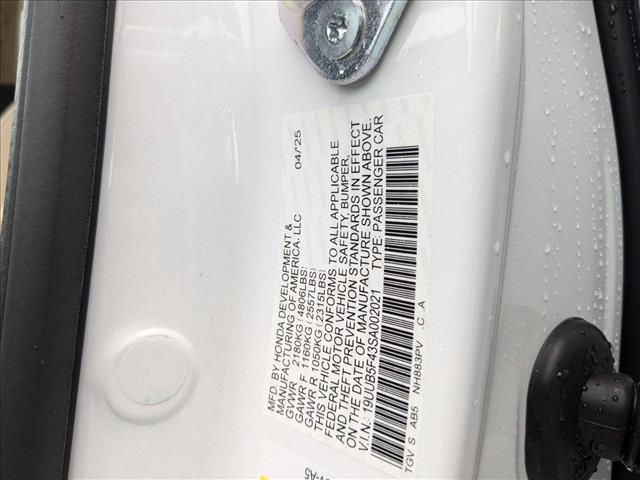 MFD. BY HONDA DEVELOPMENT &
MANUFACTURING OF AMERICA, LLC 04/'25
GVWR 2180KG (4806LBS)
GAWR F 1160KG (2557LBS)
GAWR R 1050KG (2315LBS)
THIS VEHICLE CONFORMS TO ALL APPLICABLE
FEDERAL MOTOR VEHICLE SAFETY, BUMPER,
AND THEFT PREVENTION STANDARDS IN EFFECT
ON THE DATE OF MANUFACTURE SHOWN ABOVE.
V.I.N.: 19UUB5F43SA002021 TYPE: PASSENGER CAR
TGV S AB5 NH883PV .C .A
V-A5